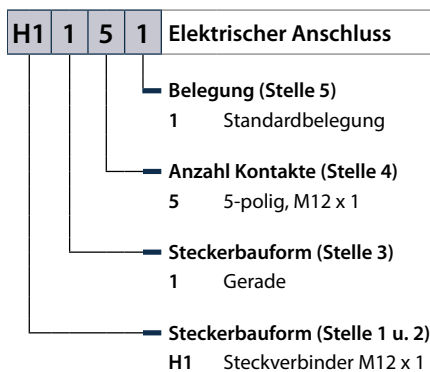 H1 1 5 1 Elektrischer Anschluss
Belegung (Stelle 5)
1 Standardbelegung
Anzahl Kontakte (Stelle 4)
5 5-polig, M12 x 1
Steckerbauform (Stelle 3)
1 Gerade
Steckerbauform (Stelle 1 u. 2)
H1 Steckverbinder M12 x 1